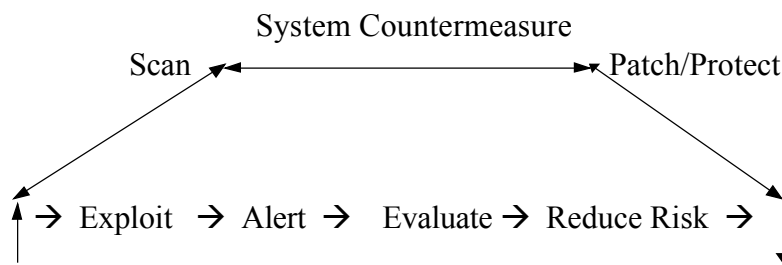 System Countermeasure
Scan Patch/Protect
→ Exploit → Alert → Evaluate → Reduce Risk →